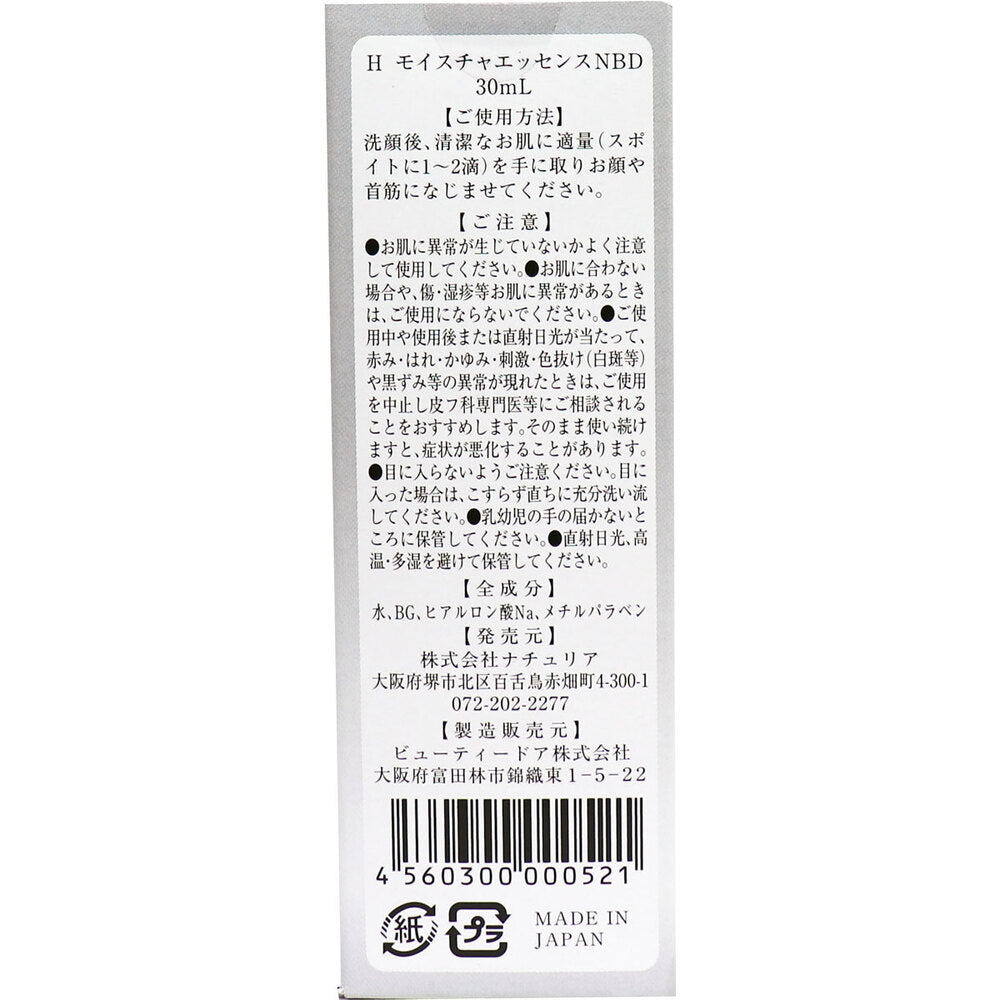 H モイスチャエッセンスNBD
30mL
【ご使用方法】
洗顔後、清潔なお肌に適量(スポ
イトに1〜2滴)を手に取りお顔や
首筋になじませてください。
【ご注意】
●お肌に異常が生じていないかよく注意
して使用してください。●お肌に合わない
場合や、傷・湿疹等お肌に異常があるとき
は、ご使用にならないでください。●ご使
用中や使用後または直射日光が当たって、
赤み・はれ・かゆみ・刺激・色抜け(白斑等)
や黒ずみ等の異常が現れたときは、ご使用
を中止し皮フ科専門医等にご相談される
ことをおすすめします。そのまま使い続け
ますと、症状が悪化することがあります。
●目に入らないようご注意ください。目に
入った場合は、こすらず直ちに充分洗い流
してください。●乳幼児の手の届かないと
ころに保管してください。●直射日光、高
温・多湿を避けて保管してください。
【全成分】
水、BG、ヒアルロン酸Na、メチルパラベン
【発売元】
株式会社ナチュリア
大阪府堺市北区百舌鳥赤畑町4-300-1
072-202-2277
【製造販売元】
ビューティードア株式会社
大阪府富田林市錦織東1-5-22
4 560300 000521
紙 プラ MADE IN
JAPAN